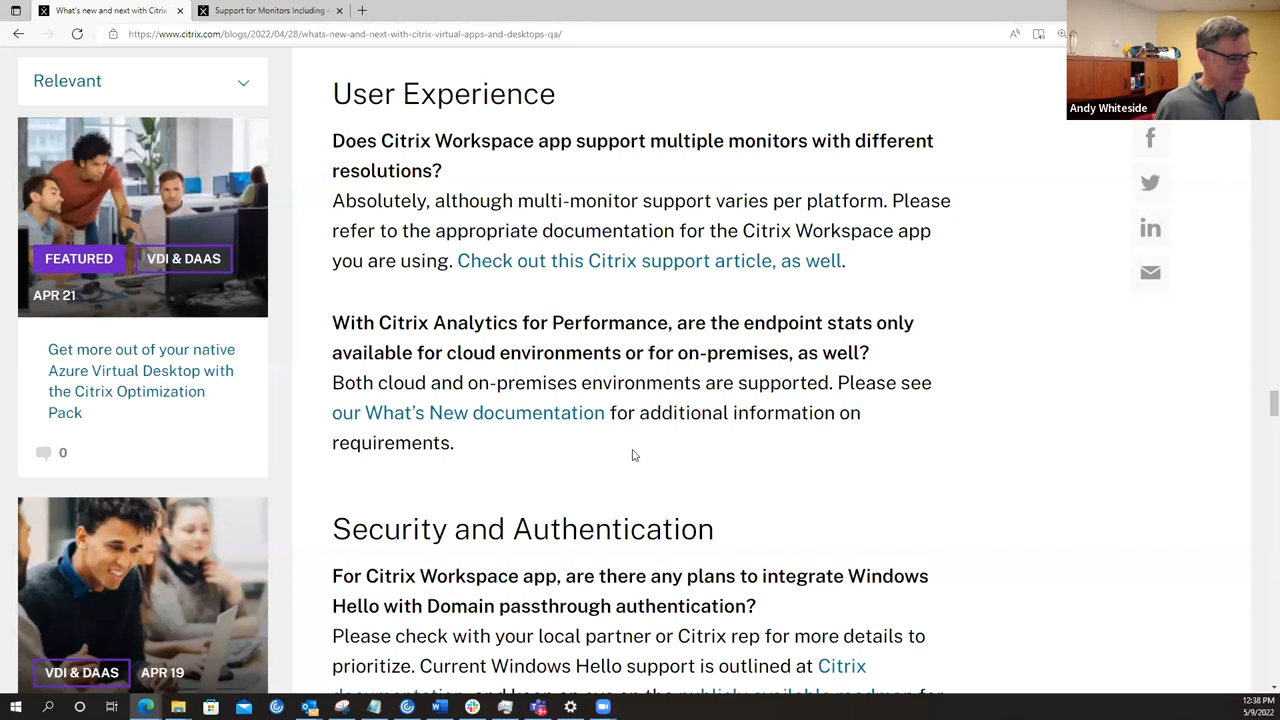 What's new and next with Citrix
Support for Monitors Including -
https://www.citrix.com/blogs/2022/04/28/whats-new-and-next-with-citrix-virtual-apps-and-desktops-qa/
Andy Whiteside
Relevant
FEATURED
VDI & DAAS
APR 21
Get more out of your native
Azure Virtual Desktop with
the Citrix Optimization
Pack
0
VDI & DAAS
APR 19
User Experience
Does Citrix Workspace app support multiple monitors with different
resolutions?
Absolutely, although multi-monitor support varies per platform. Please
refer to the appropriate documentation for the Citrix Workspace app
you are using. Check out this Citrix support article, as well.
With Citrix Analytics for Performance, are the endpoint stats only
available for cloud environments or for on-premises, as well?
Both cloud and on-premises environments are supported. Please see
our What's New documentation for additional information on
requirements.
Security and Authentication
For Citrix Workspace app, are there any plans to integrate Windows
Hello with Domain passthrough authentication?
Please check with your local partner or Citrix rep for more details to
prioritize. Current Windows Hello support is outlined at Citrix
12:38 PM
5/9/2022